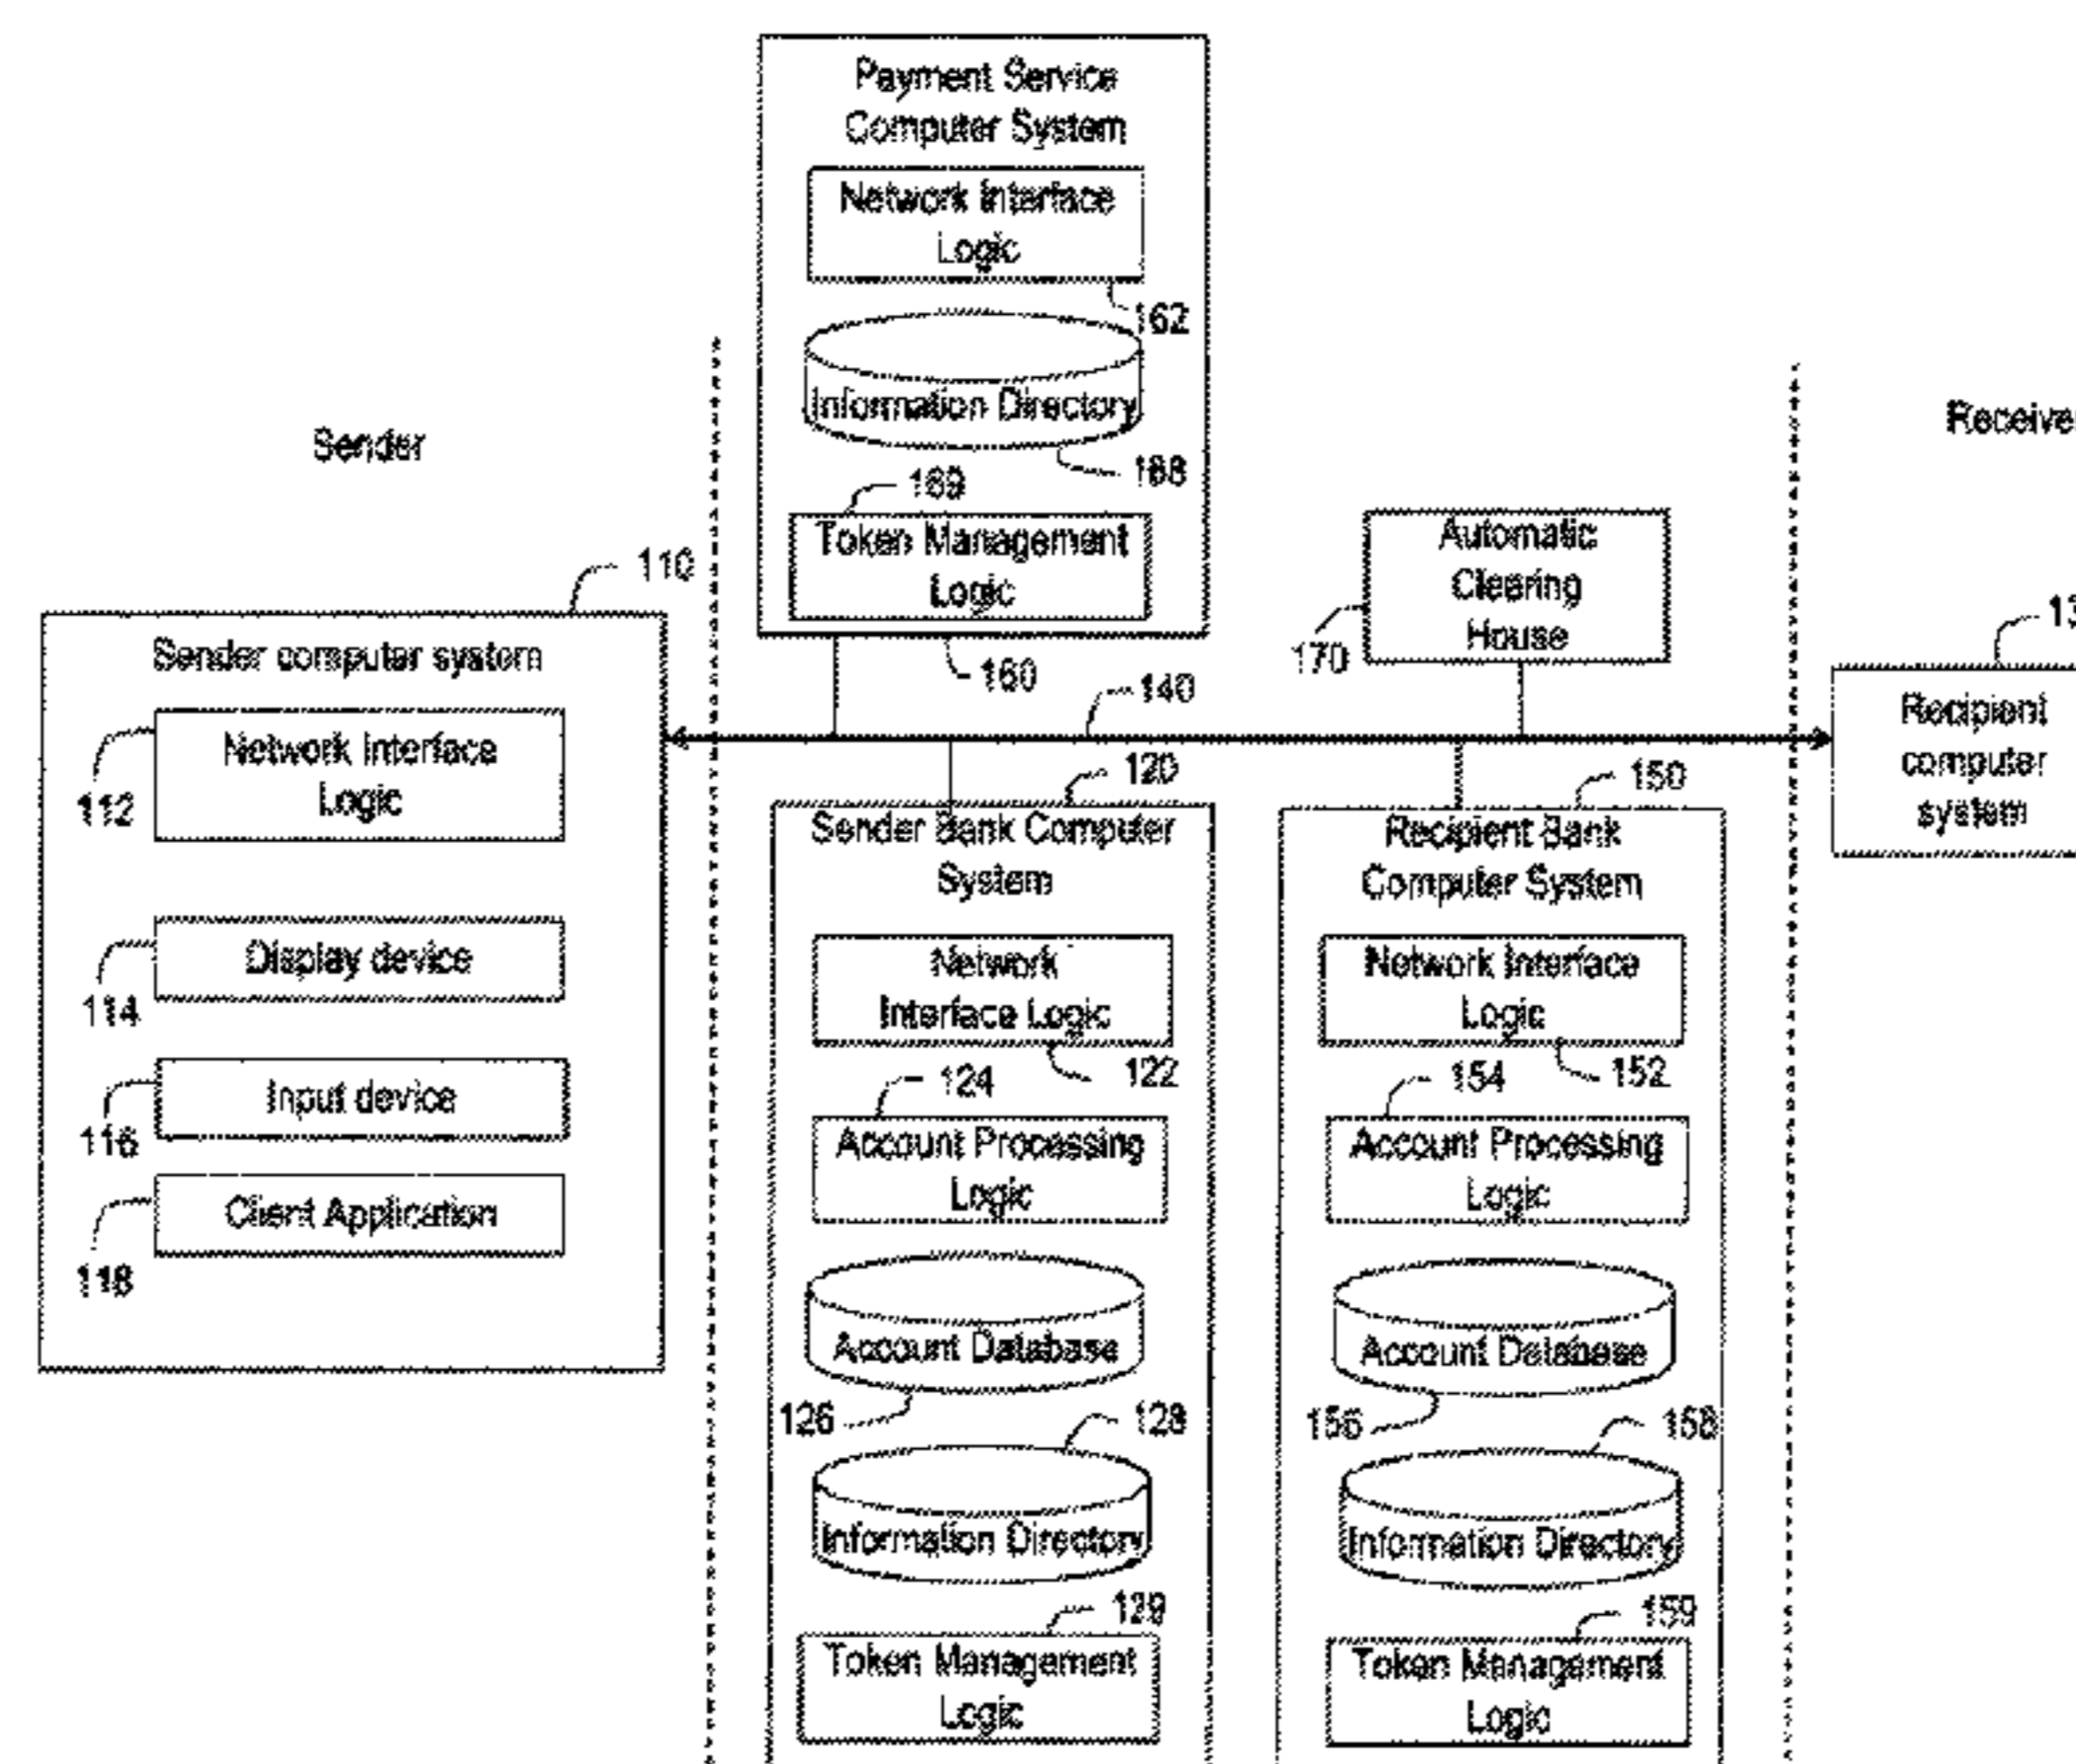 Payment Service
Computer System
Network Interface
Logic
162
Information Directory
168
169
Token Management
Logic
160
Sender
110
Sender computer system
Network Interface
Logic
112
Display device
114
Input device
116
Client Application
118
140
Automatic
Clearing
House
170
Receiver
13
Recipient
computer
system
120
Sender Bank Computer
System
Network
Interface Logic
122
124
Account Processing
Logic
Account Database
126
128
Information Directory
129
Token Management
Logic
150
Recipient Bank
Computer System
Network Interface
Logic
152
154
Account Processing
Logic
Account Database
156
158
Information Directory
159
Token Management
Logic